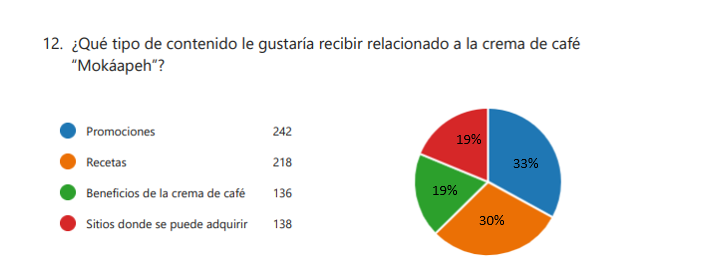 12. ¿Qué tipo de contenido le gustaría recibir relacionado a la crema de café
"Mokáapeh"?
Promociones 242
Recetas 218
Beneficios de la crema de café 136
Sitios donde se puede adquirir 138
19%
33%
19%
30%